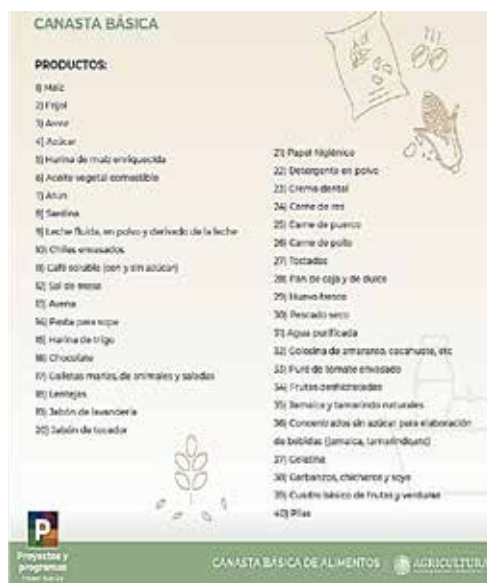 CANASTA BÁSICA
PRODUCTOS:
1) Maíz
2) Frijol
3) Arroz
4) Azúcar
5) Harina de maíz enriquecida
6) Aceite vegetal comestible
7) Atún
8) Sardina
9) Leche fluida, en polvo y derivado de la leche
10) Chiles envasados
11) Café soluble (con y sin azúcar)
12) Sal de mesa
13) Avena
14) Pasta para sopa
15) Harina de trigo
16) Chocolate
17) Galletas marías, de animales y saladas
18) Lentejas
19) Jabón de lavandería
20) Jabón de tocador
21) Papel higiénico
22) Detergente en polvo
23) Crema dental
24) Carne de res
25) Carne de puerco
26) Carne de pollo
27) Tostadas
28) Pan de caja y de dulce
29) Huevo fresco
30) Pescado seco
31) Agua purificada
32) Golosina de amaranto, cacahuate, etc
33) Puré de tomate envasado
34) Frutas deshidratadas
35) Jamaica y tamarindo naturales
36) Concentrados sin azúcar para elaboración
de bebidas (jamaica, tamarindo,etc)
37) Gelatina
38) Garbanzos, chícharos y soya
39) Cuadro básico de frutas y verduras
40) Pilas
P
Proyectos y
programas
CANASTA BÁSICA DE ALIMENTOS
AGRICULTURA